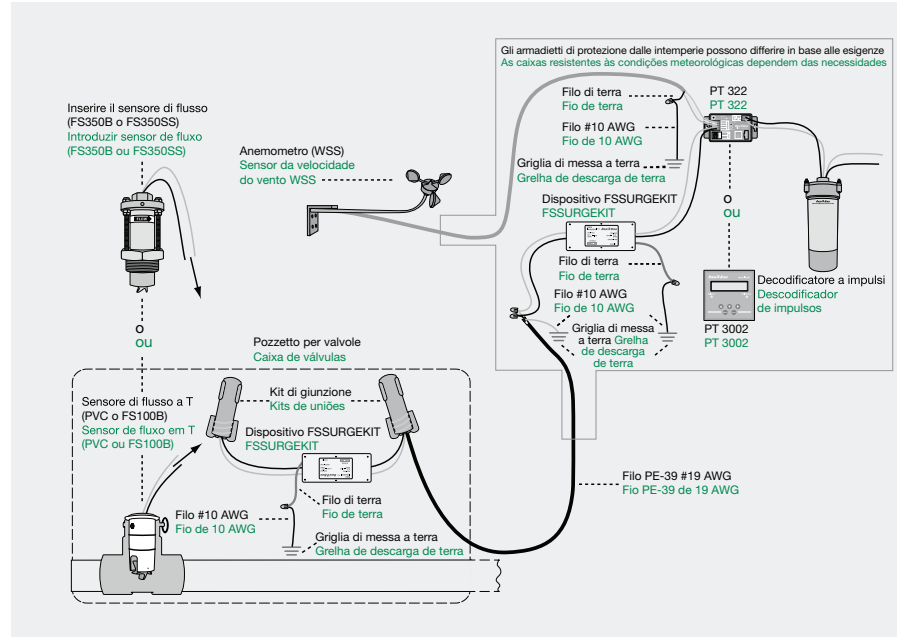 Gli armadietti di protezione dalle intemperie possono differire in base alle esigenze
As caixas resistentes às condições meteorológicas dependem das necessidades
Inserire il sensore di flusso
(FS350B o FS350SS)
Introduzir sensor de fluxo
(FS350B ou FS350SS)
Anemometro (WSS)
Sensor da velocidade
do vento WSS
Filo di terra
Fio de terra
Filo #10 AWG
Fio de 10 AWG
Griglia di messa a terra
Grelha de descarga de terra
PT 322
PT 322
Dispositivo FSSURGEKIT
FSSURGEKIT
o
ou
Filo di terra
Fio de terra
Filo #10 AWG
Fio de 10 AWG
Griglia di messa
a terra Grelha
de descarga
de terra
Decodificatore a impulsi
Descodificador
de impulsos
PT 3002
PT 3002
o
ou
Pozzetto per valvole
Caixa de válvulas
Sensore di flusso a T
(PVC o FS100B)
Sensor de fluxo em T
(PVC ou FS100B)
Kit di giunzione
Kits de uniões
Dispositivo FSSURGEKIT
FSSURGEKIT
Filo #10 AWG
Fio de 10 AWG
Filo di terra
Fio de terra
Griglia di messa a terra
Grelha de descarga de terra
Filo PE-39 #19 AWG
Fio PE-39 de 19 AWG